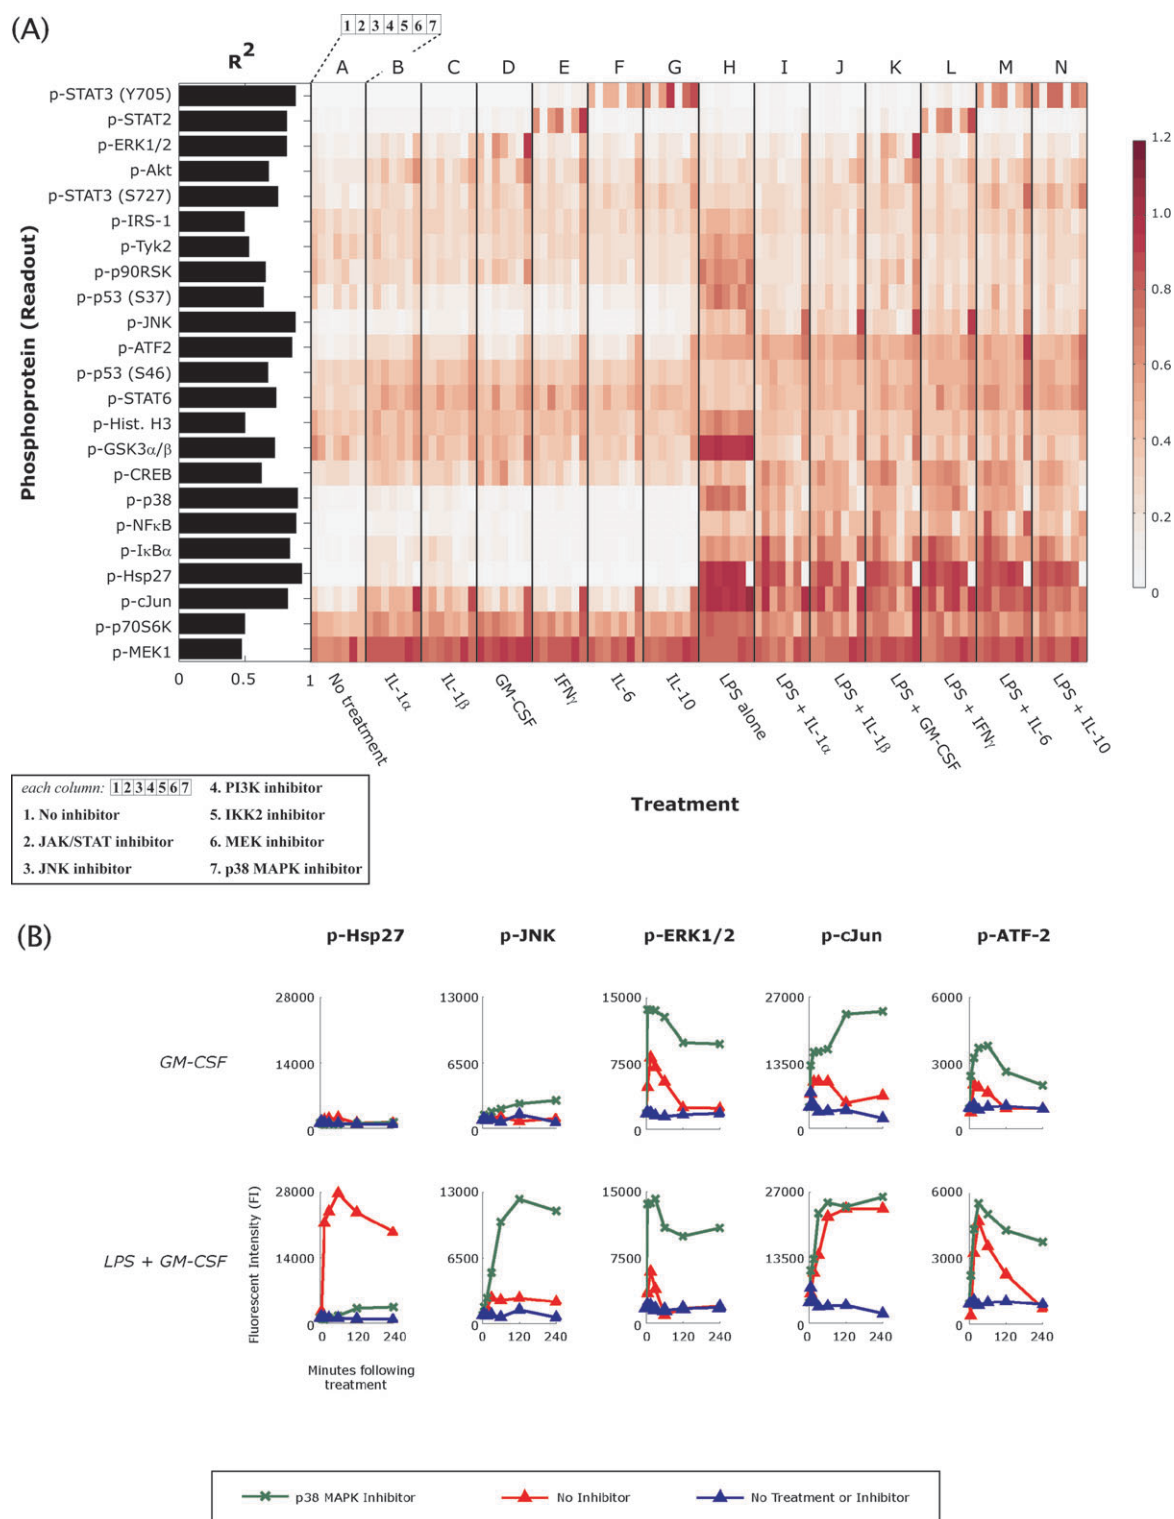 (A)
1 2 3 4 5 6 7
R2
A B C D E F G H I J K L M N
Phosphoprotein (Readout)
p-STAT3 (Y705)
p-STAT2
p-ERK1/2
p-Akt
p-STAT3 (S727)
p-IRS-1
p-Tyk2
p-p90RSK
p-p53 (S37)
p-JNK
p-ATF2
p-p53 (S46)
p-STAT6
p-Hist. H3
p-GSK3α/β
p-CREB
p-p38
p-NFκB
p-IκBα
p-Hsp27
p-cJun
p-p70S6K
p-MEK1
0 0.5 1
1.2
1.0
0.8
0.6
0.4
0.2
0
No treatment
IL-1α
IL-1β
GM-CSF
IFNγ
IL-6
IL-10
LPS alone
LPS + IL-1α
LPS + IL-1β
LPS + GM-CSF
LPS + IFNγ
LPS + IL-6
LPS + IL-10
Treatment
each column: 1 2 3 4 5 6 7
1. No inhibitor
2. JAK/STAT inhibitor
3. JNK inhibitor
4. PI3K inhibitor
5. IKK2 inhibitor
6. MEK inhibitor
7. p38 MAPK inhibitor
(B)
p-Hsp27 p-JNK p-ERK1/2 p-cJun p-ATF-2
GM-CSF
28000 13000 15000 27000 6000
14000 6500 7500 13500 3000
0 0 0 0 0
LPS + GM-CSF
Fluorescent Intensity (FI)
28000 13000 15000 27000 6000
14000 6500 7500 13500 3000
0 0 0 0 0
0 120 240 0 120 240 0 120 240 0 120 240 0 120 240
Minutes following
treatment
p38 MAPK Inhibitor No Inhibitor No Treatment or Inhibitor